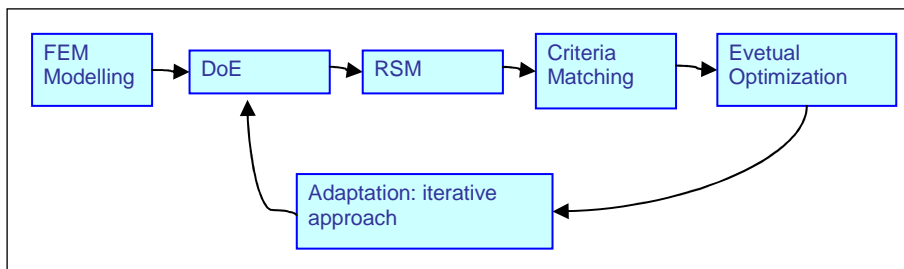 FEM
Modelling
DoE
RSM
Criteria
Matching
Evetual
Optimization
Adaptation: iterative
approach